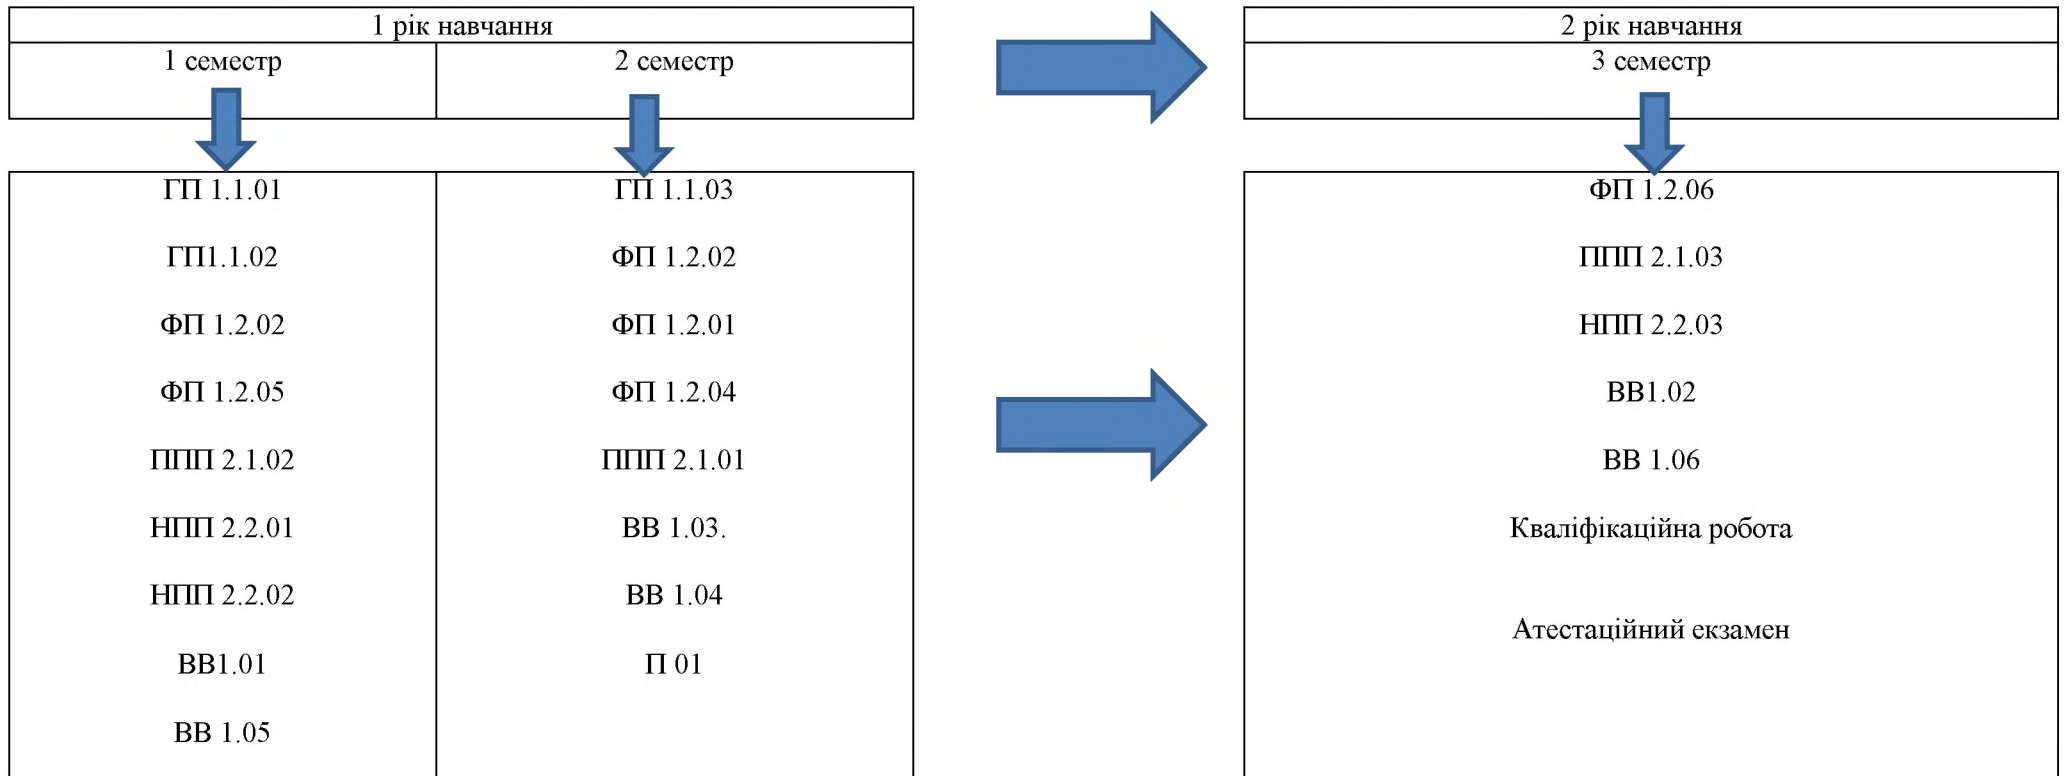 1 рік навчання
1 семестр
2 семестр
ГП 1.1.01
ГП1.1.02
ФП 1.2.02
ФП 1.2.05
ППП 2.1.02
НПП 2.2.01
НПП 2.2.02
ВВ1.01
ВВ 1.05
ГП 1.1.03
ФП 1.2.02
ФП 1.2.01
ФП 1.2.04
ППП 2.1.01
ВВ 1.03.
ВВ 1.04
П 01
2 рік навчання
3 семестр
ФП 1.2.06
ППП 2.1.03
НПП 2.2.03
ВВ1.02
ВВ 1.06
Кваліфікаційна робота
Атестаційний екзамен